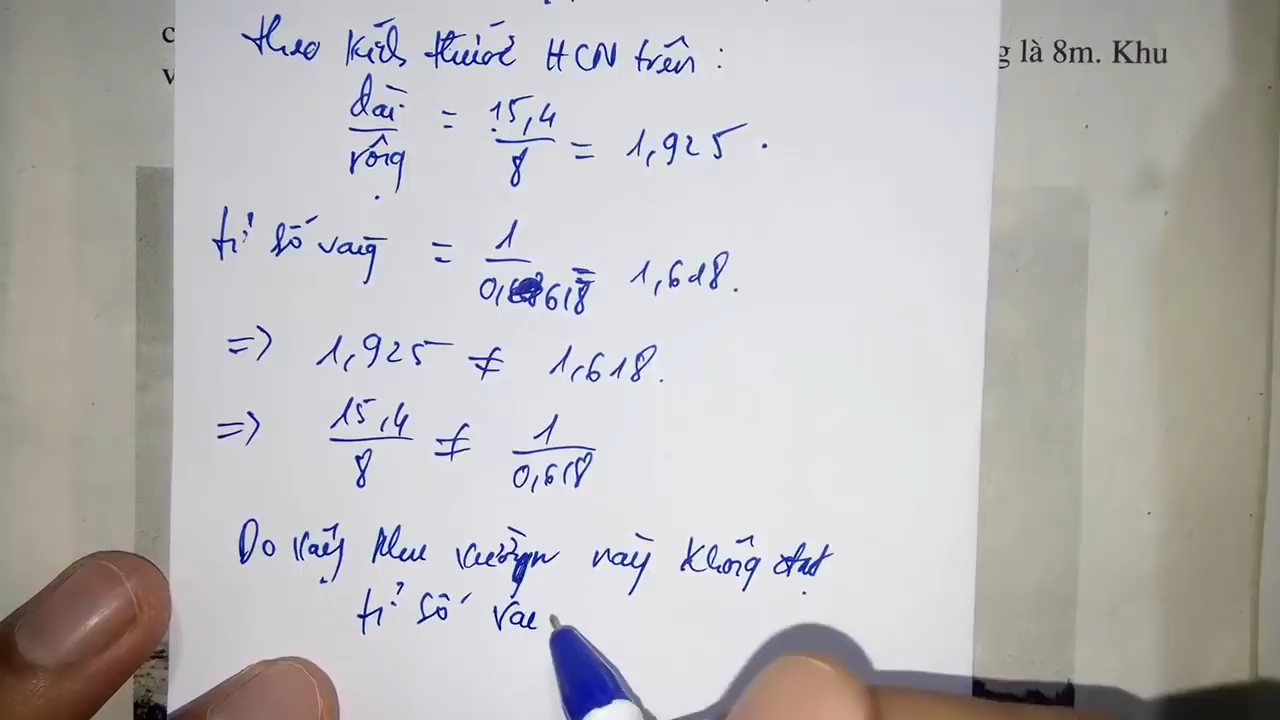 c
g là 8m. Khu
v
theo kích thước HCN trên :
dài/rộng = 15,4/8 = 1,925 .
tỉ số vàng = 1/0,618 = 1,618.
=> 1,925 ≠ 1,618.
=> 15,4/8 ≠ 1/0,618
Do vậy khu vườn này không đạt
tỉ số và